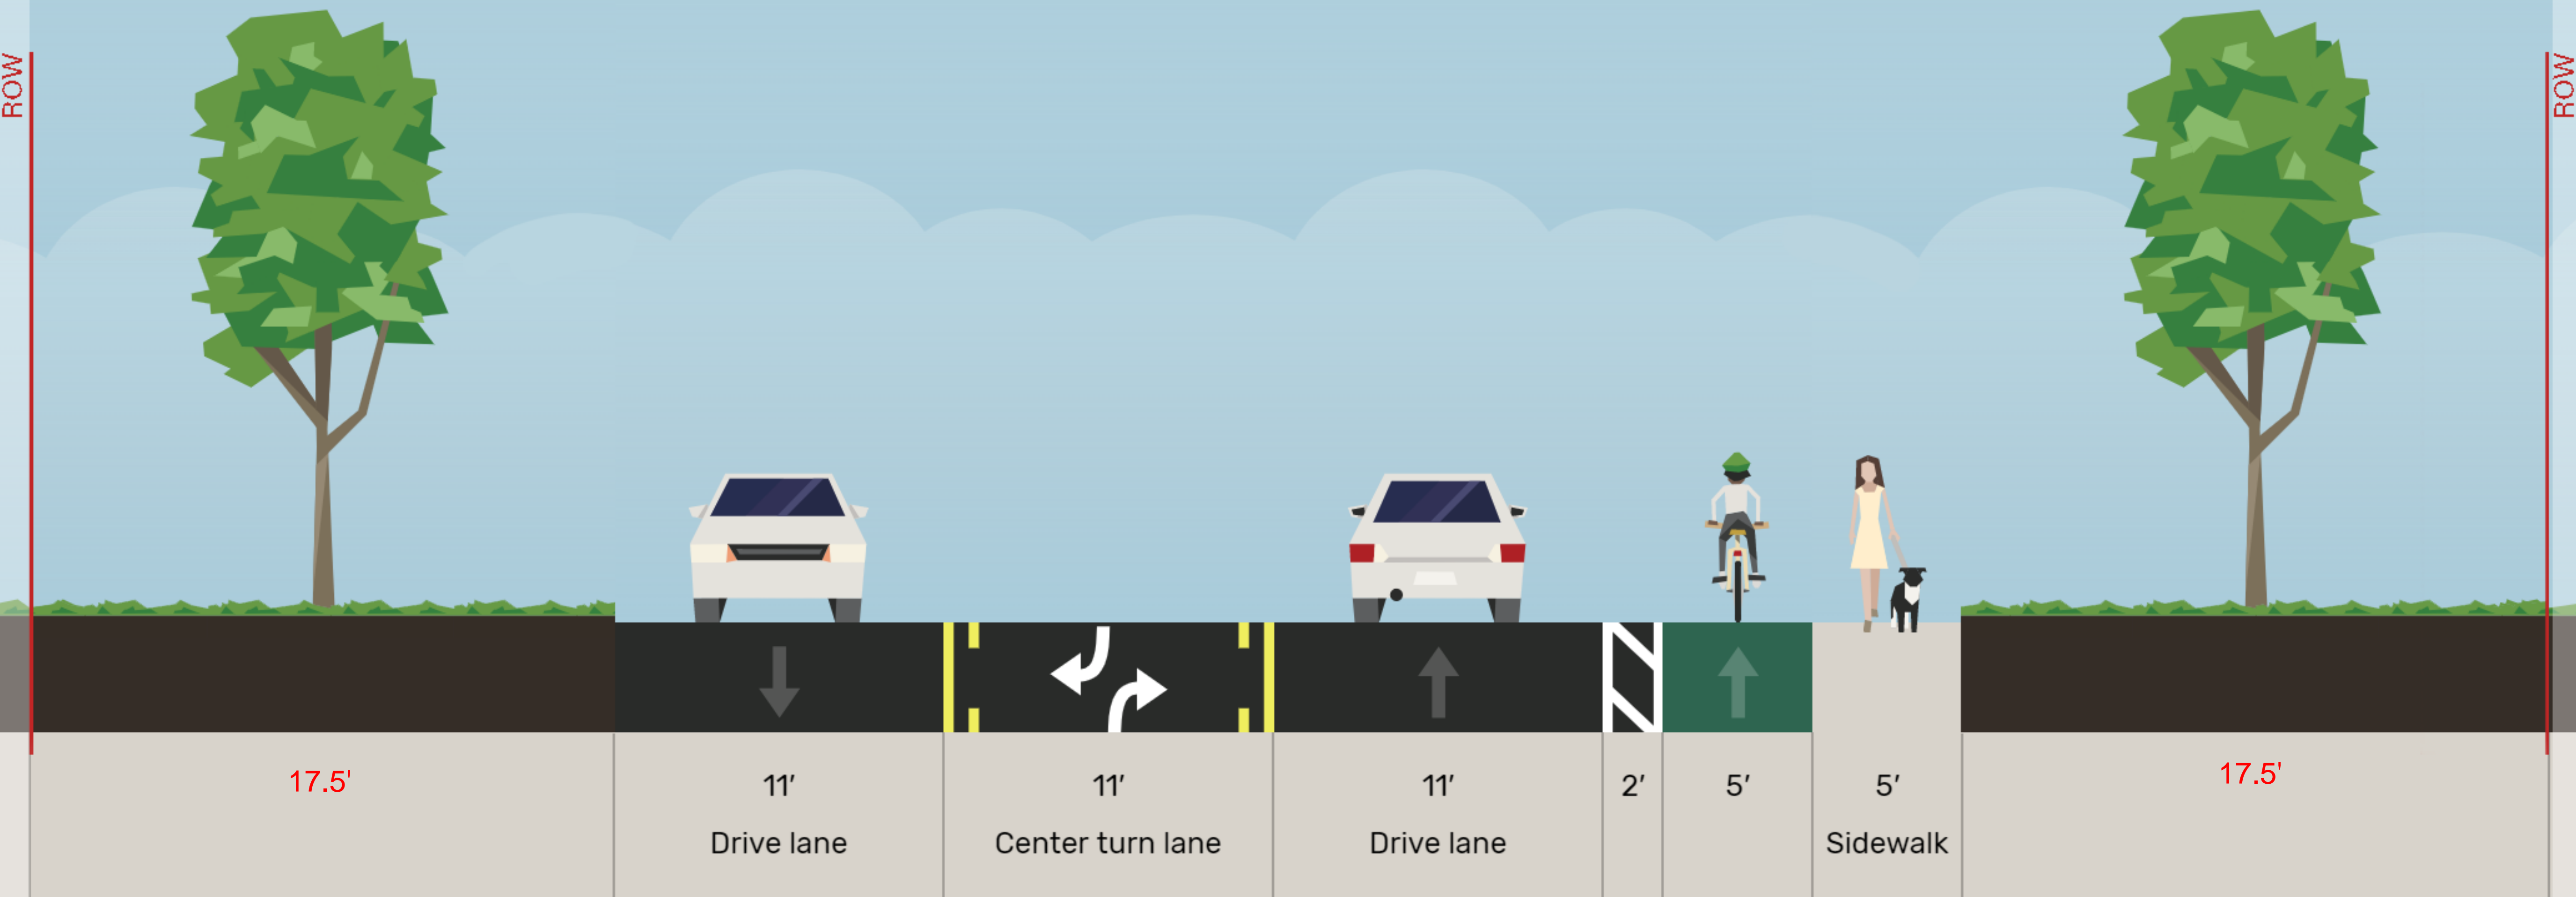 ROW
ROW
17.5'
11'
11'
11'
2'
5'
5'
17.5'
Drive lane
Center turn lane
Drive lane
Sidewalk